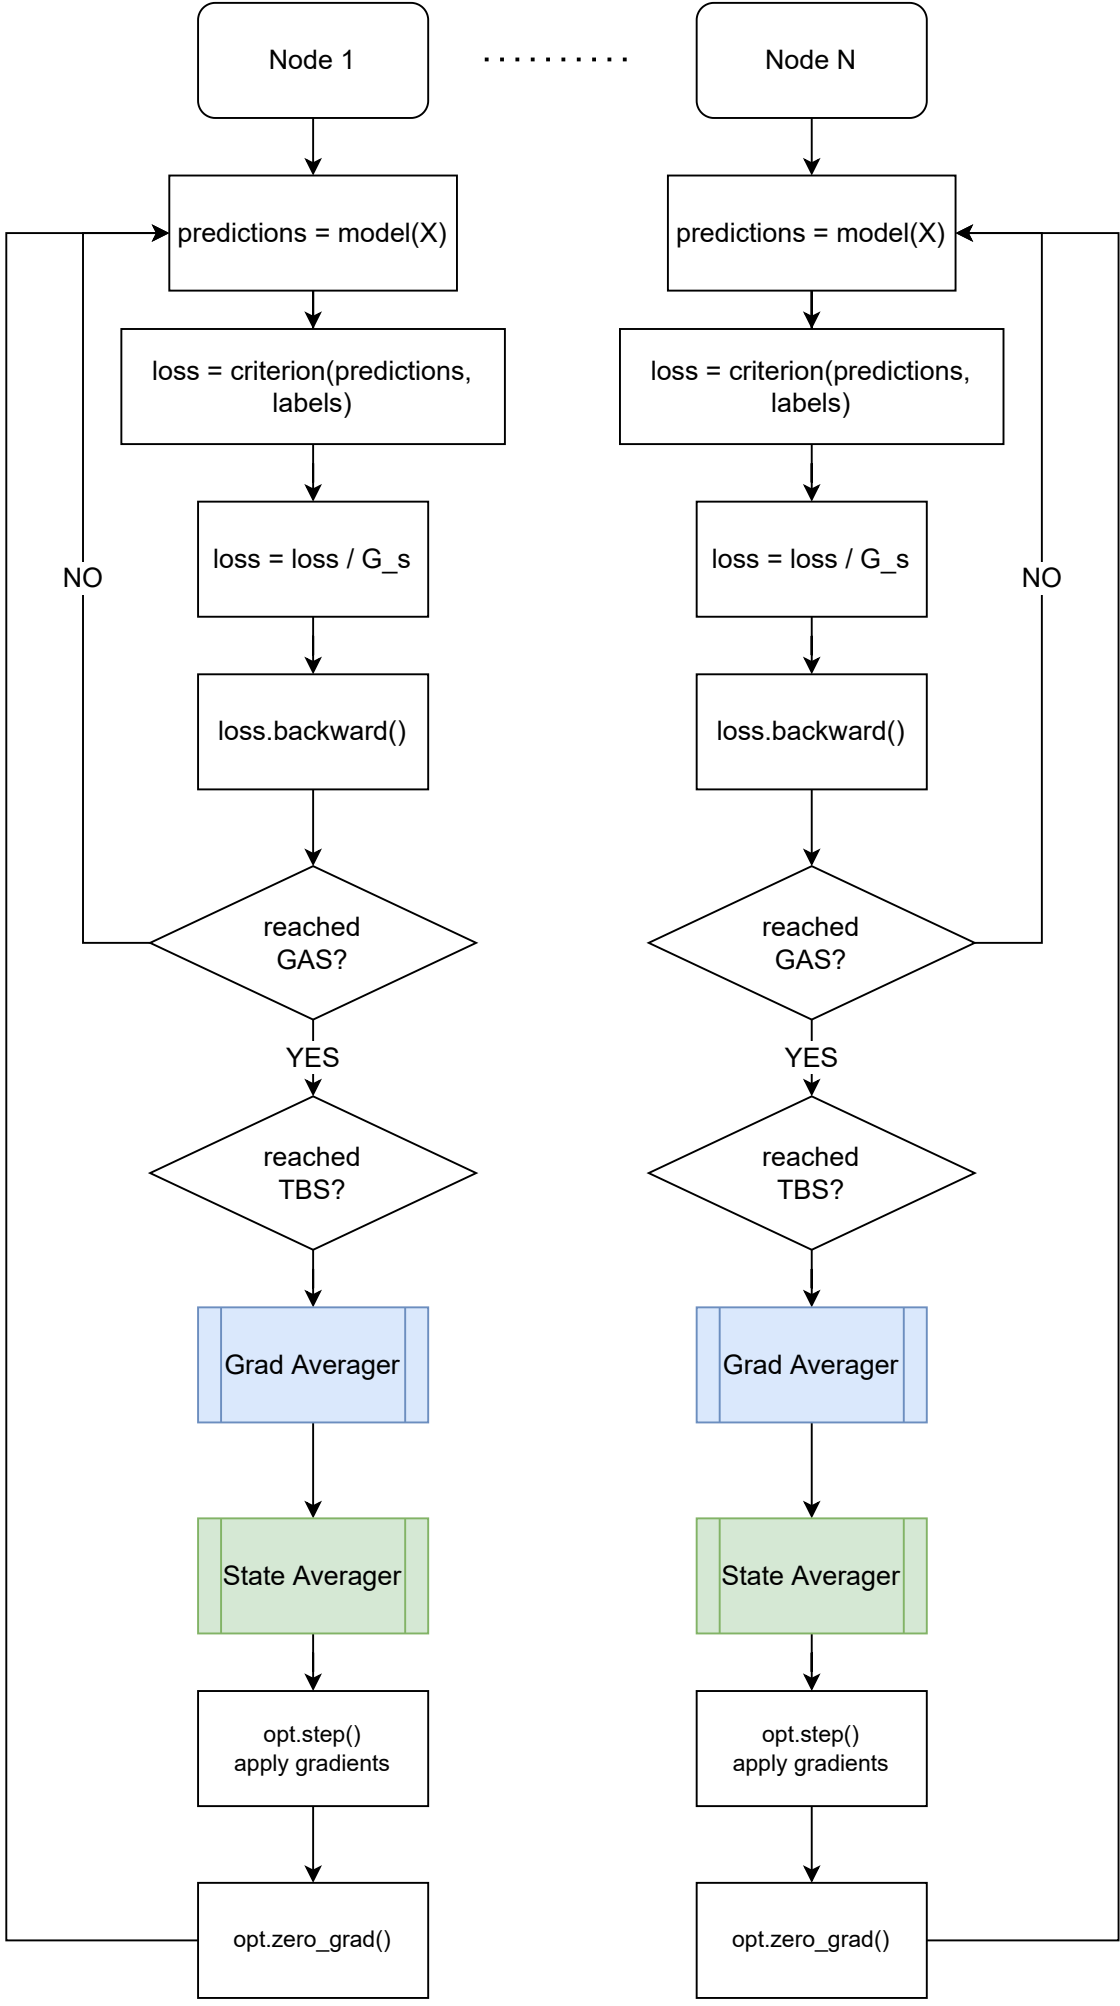 Node 1
predictions = model(X)
loss = criterion(predictions,
labels)
loss = loss / G_s
NO
loss.backward()
reached
GAS?
YES
reached
TBS?
Grad Averager
State Averager
opt.step()
apply gradients
opt.zero_grad()
Node N
predictions = model(X)
loss = criterion(predictions,
labels)
loss = loss / G_s
NO
loss.backward()
reached
GAS?
YES
reached
TBS?
Grad Averager
State Averager
opt.step()
apply gradients
opt.zero_grad()